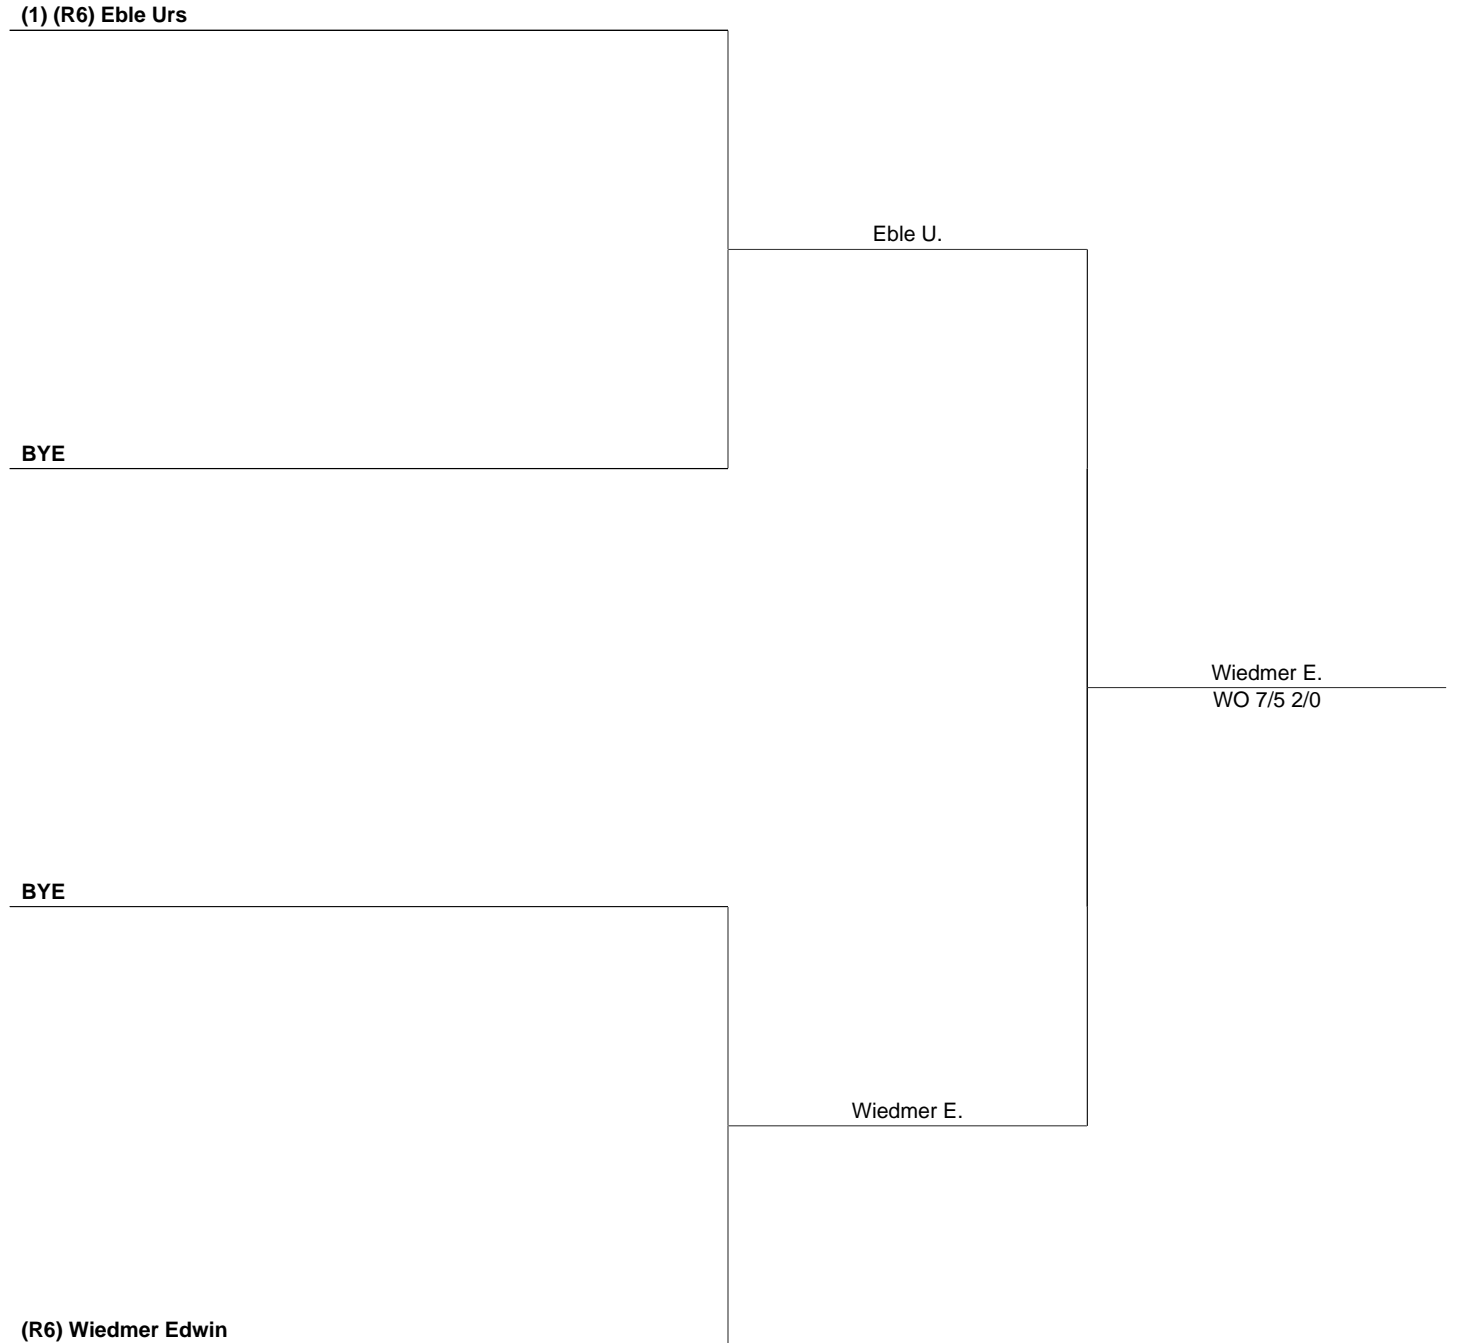 (1) (R6) Eble Urs
Eble U.
BYE
Wiedmer E.
WO 7/5 2/0
BYE
Wiedmer E.
(R6) Wiedmer Edwin